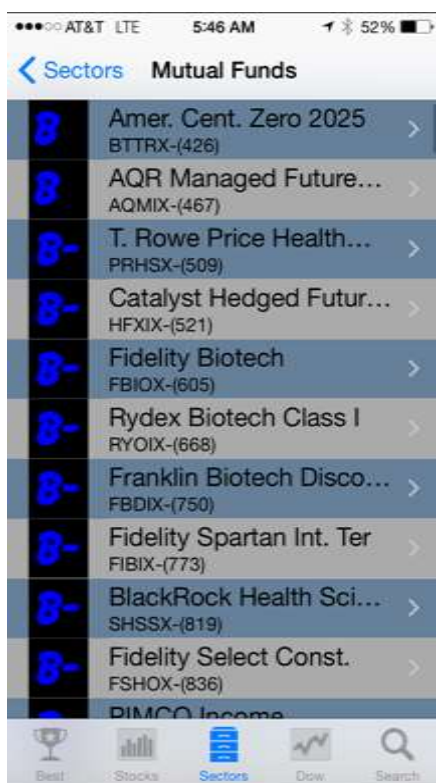 AT&T LTE 5:46 AM 52%
Sectors Mutual Funds
B Amer. Cent. Zero 2025
BTTRX-(426)
B AQR Managed Future...
AQMIX-(467)
B- T. Rowe Price Health...
PRHSX-(509)
B- Catalyst Hedged Futur...
HFXIX-(521)
B- Fidelity Biotech
FBIOX-(605)
B- Rydex Biotech Class I
RYOIX-(668)
B- Franklin Biotech Disco...
FBDIX-(750)
B- Fidelity Spartan Int. Ter
FIBIX-(773)
B- BlackRock Health Sci...
SHSSX-(819)
B- Fidelity Select Const.
FSHOX-(836)
PIMCO Income
Best Stocks Sectors Dow Search